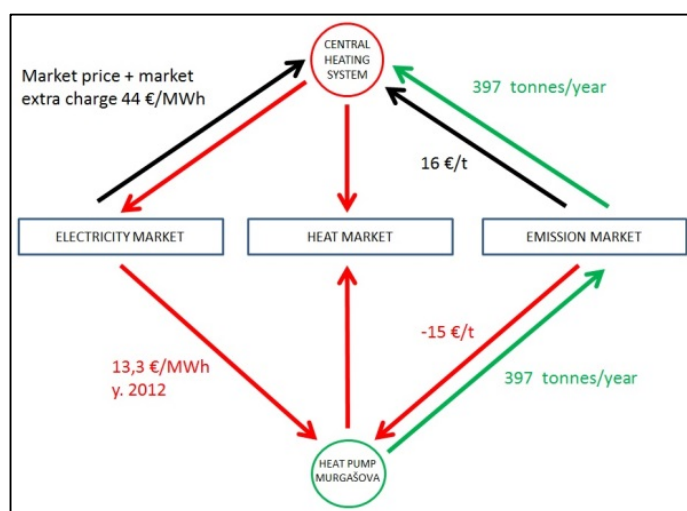 CENTRAL
HEATING
SYSTEM
Market price + market
extra charge 44 €/MWh
397 tonnes/year
16 €/t
ELECTRICITY MARKET
HEAT MARKET
EMISSION MARKET
-15 €/t
13,3 €/MWh
y. 2012
397 tonnes/year
HEAT PUMP
MURGAŠOVA